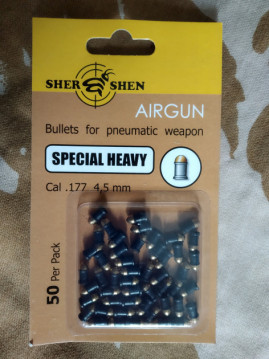 SHER SHEN
AIRGUN
Bullets for pneumatic weapon
SPECIAL HEAVY
Cal .177 4,5 mm
50 Per Pack